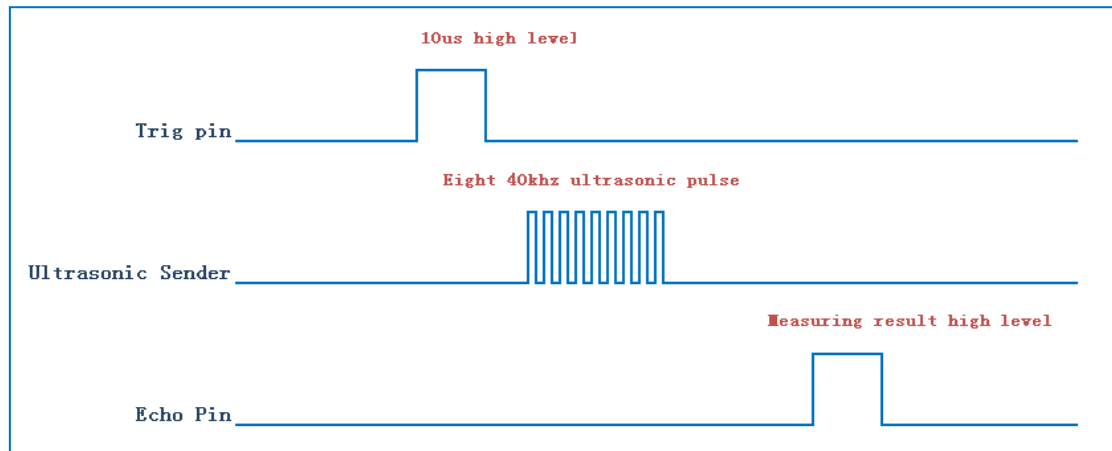 10us high level
Trig pin
Eight 40khz ultrasonic pulse
Ultrasonic Sender
Measuring result high level
Echo Pin